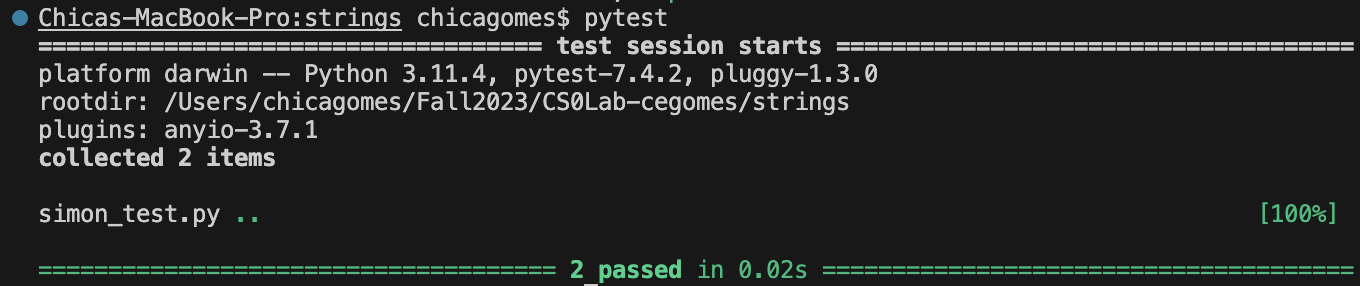 Chicas-MacBook-Pro:strings chicagomes$ pytest
==================================== test session starts =====================================
platform darwin -- Python 3.11.4, pytest-7.4.2, pluggy-1.3.0
rootdir: /Users/chicagomes/Fall2023/CS0Lab-cegomes/strings
plugins: anyio-3.7.1
collected 2 items
simon_test.py .. [100%]
===================================== 2 passed in 0.02s ======================================